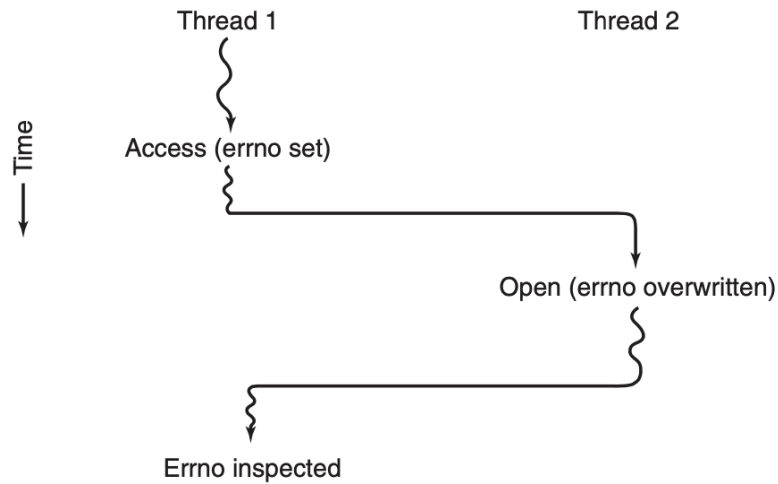 Thread 1
Thread 2
Time
Access (errno set)
Open (errno overwritten)
Errno inspected